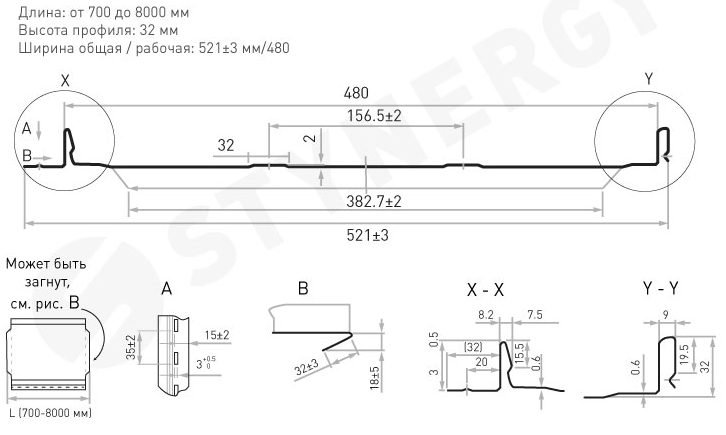 Длина: от 700 до 8000 мм
Высота профиля: 32 мм
Ширина общая / рабочая: 521±3 мм/480
X
Y
480
A
156.5±2
B
32
2
382.7±2
521±3
STYNERGY
Может быть
загнут,
см. рис. B
A
B
X - X
Y - Y
35±2
15±2
3 +0.5 0
L (700-8000 мм)
32±3
18±5
8.2
7.5
0.5
(32)
3
20
15.5
0.6
9
0.6
19.5
32